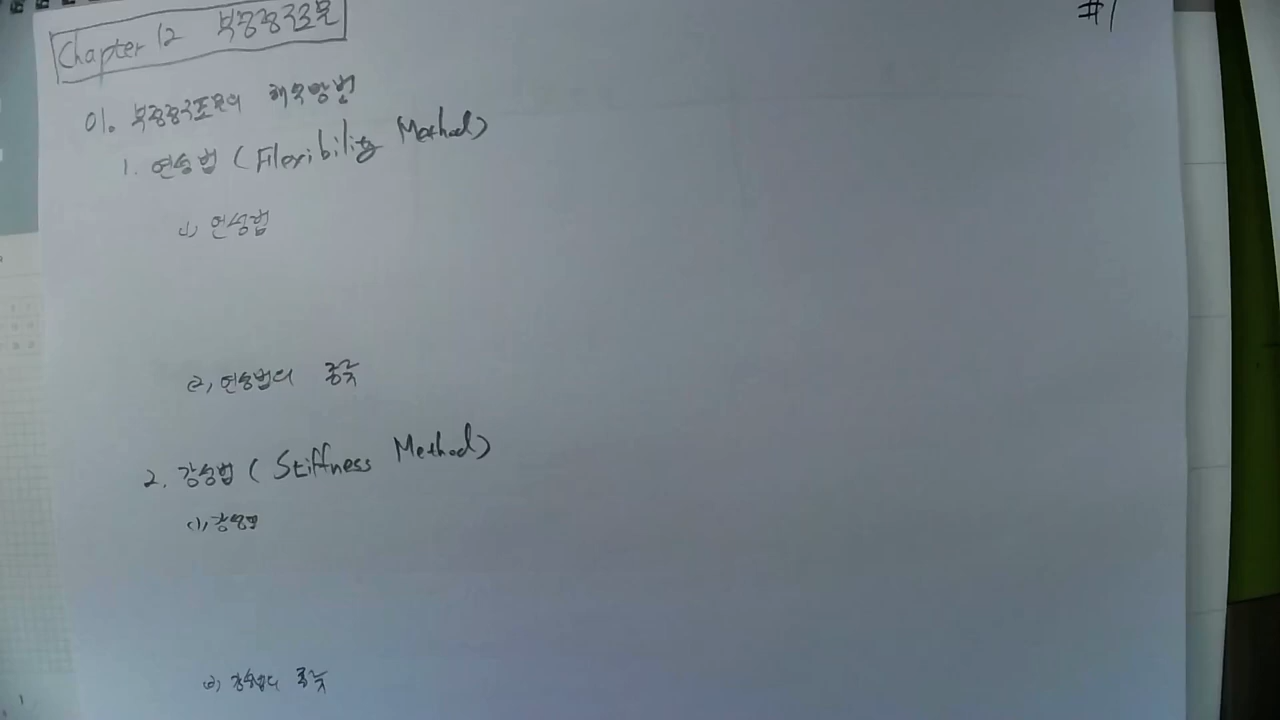 #1
Chapter 12 부정정구조물
01. 부정정구조물의 해석방법
1. 연성법 (Flexibility Method)
(1) 연성법
(2) 연성법의 종류
2. 강성법 (Stiffness Method)
(1) 강성법
(2) 강성법의 종류